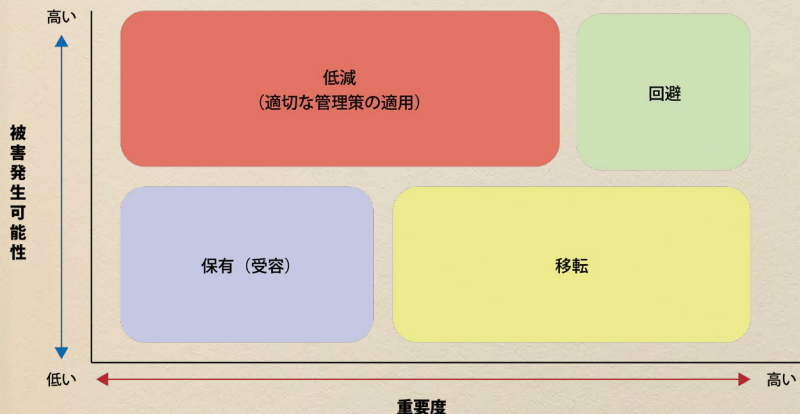 高い
低減
（適切な管理策の適用）
回避
被害発生可能性
保有（受容）
移転
低い
高い
重要度